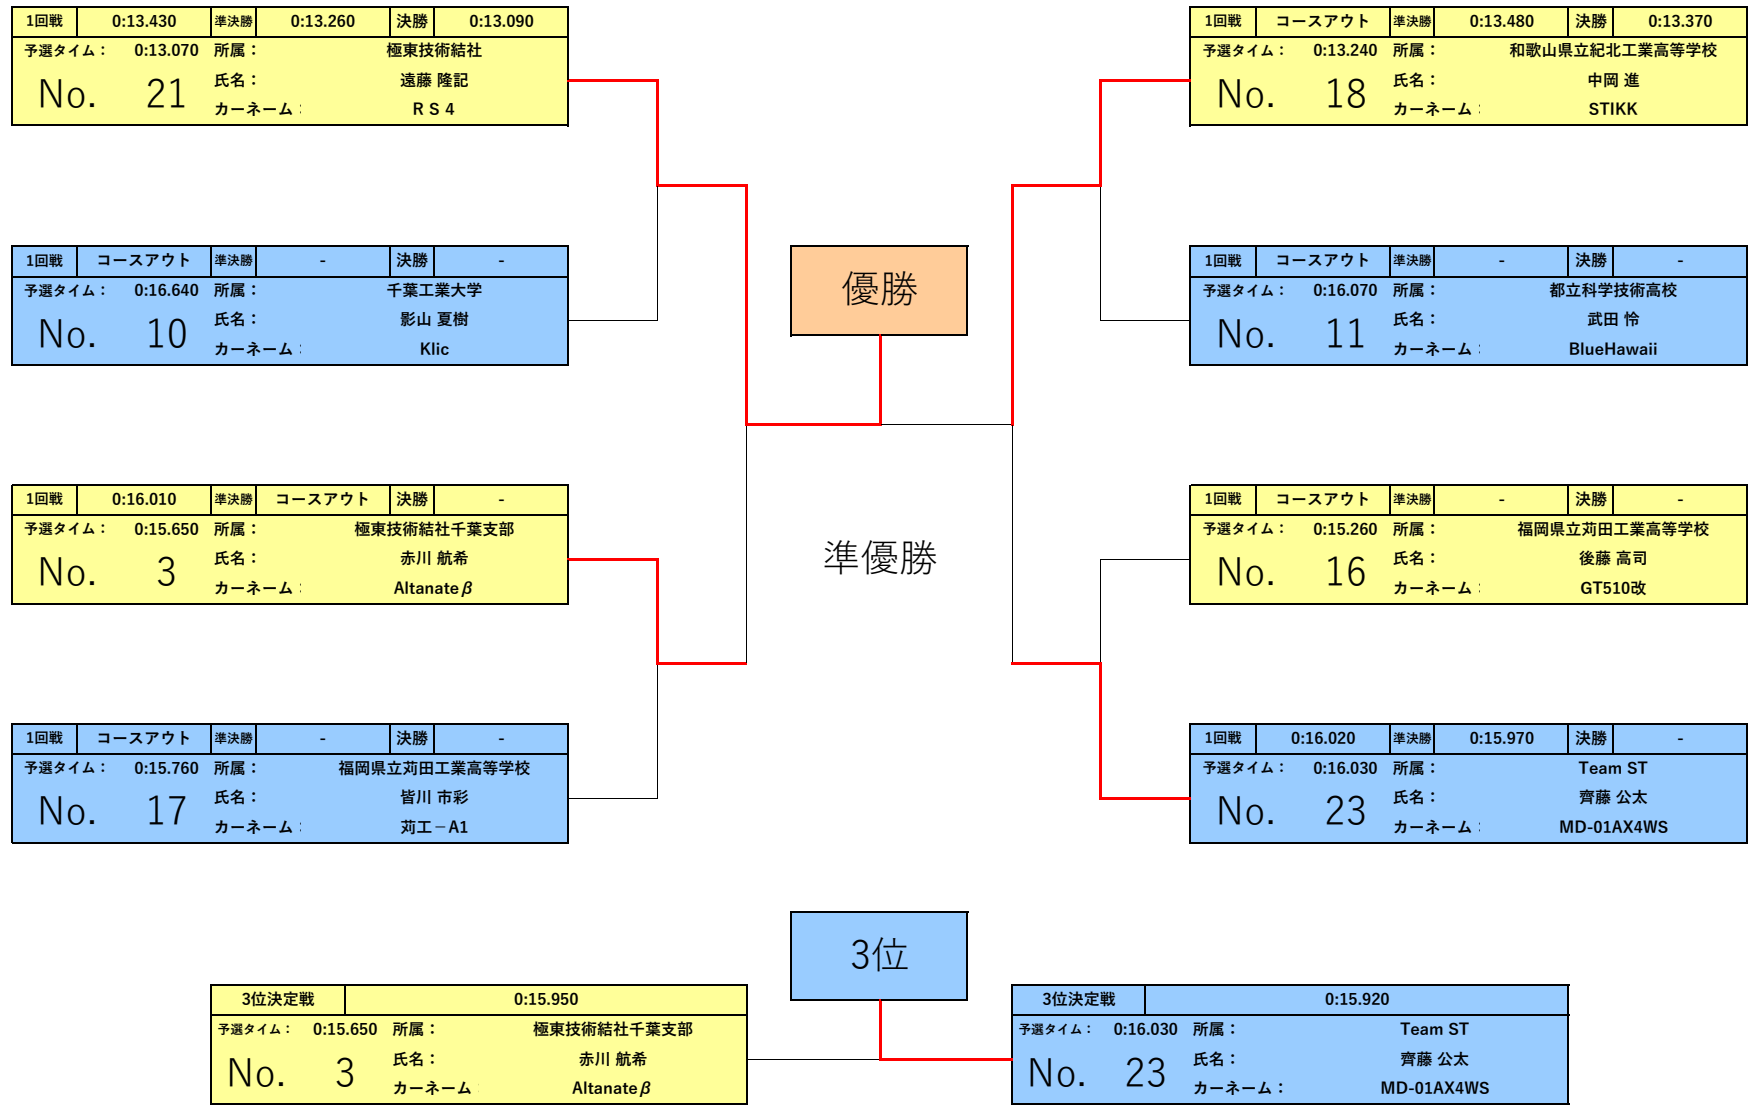 1回戦 0:13.430 準決勝 0:13.260 決勝 0:13.090
予選タイム： 0:13.070 所属： 極東技術結社
No. 21 氏名： 遠藤 隆記
カーネーム： ＲＳ４
1回戦 コースアウト 準決勝 0:13.480 決勝 0:13.370
予選タイム： 0:13.240 所属： 和歌山県立紀北工業高等学校
No. 18 氏名： 中岡 進
カーネーム： STIKK
1回戦 コースアウト 準決勝 - 決勝 -
予選タイム： 0:16.640 所属： 千葉工業大学
No. 10 氏名： 影山 夏樹
カーネーム： Klic
優勝
1回戦 コースアウト 準決勝 - 決勝 -
予選タイム： 0:16.070 所属： 都立科学技術高校
No. 11 氏名： 武田 怜
カーネーム： BlueHawaii
1回戦 0:16.010 準決勝 コースアウト 決勝 -
予選タイム： 0:15.650 所属： 極東技術結社千葉支部
No. 3 氏名： 赤川 航希
カーネーム： Altanateβ
準優勝
1回戦 コースアウト 準決勝 - 決勝 -
予選タイム： 0:15.260 所属： 福岡県立苅田工業高等学校
No. 16 氏名： 後藤 高司
カーネーム： GT510改
1回戦 コースアウト 準決勝 - 決勝 -
予選タイム： 0:15.760 所属： 福岡県立苅田工業高等学校
No. 17 氏名： 皆川 市彩
カーネーム： 苅工－A1
1回戦 0:16.020 準決勝 0:15.970 決勝 -
予選タイム： 0:16.030 所属： Team ST
No. 23 氏名： 齊藤 公太
カーネーム： MD-01AX4WS
3位
3位決定戦 0:15.950
予選タイム： 0:15.650 所属： 極東技術結社千葉支部
No. 3 氏名： 赤川 航希
カーネーム Altanateβ
3位決定戦 0:15.920
予選タイム： 0:16.030 所属： Team ST
No. 23 氏名： 齊藤 公太
カーネーム： MD-01AX4WS